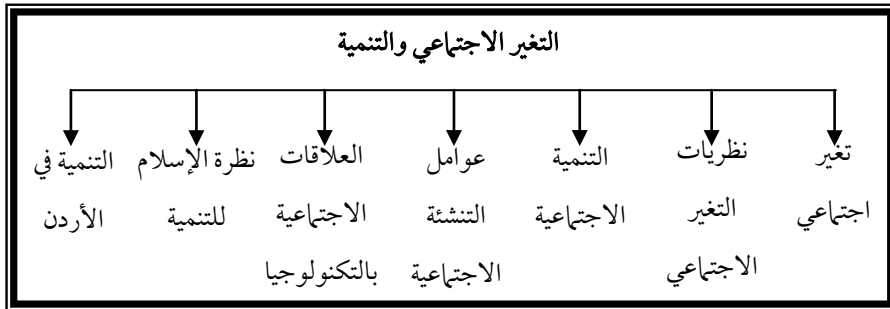 التغير الاجتماعي والتنمية
تغير
اجتماعي
نظريات
التغير
الاجتماعي
التنمية
الاجتماعية
عوامل
التنشئة
الاجتماعية
العلاقات
الاجتماعية
بالتكنولوجيا
نظرة الإسلام
للتنمية
التنمية في
الأردن